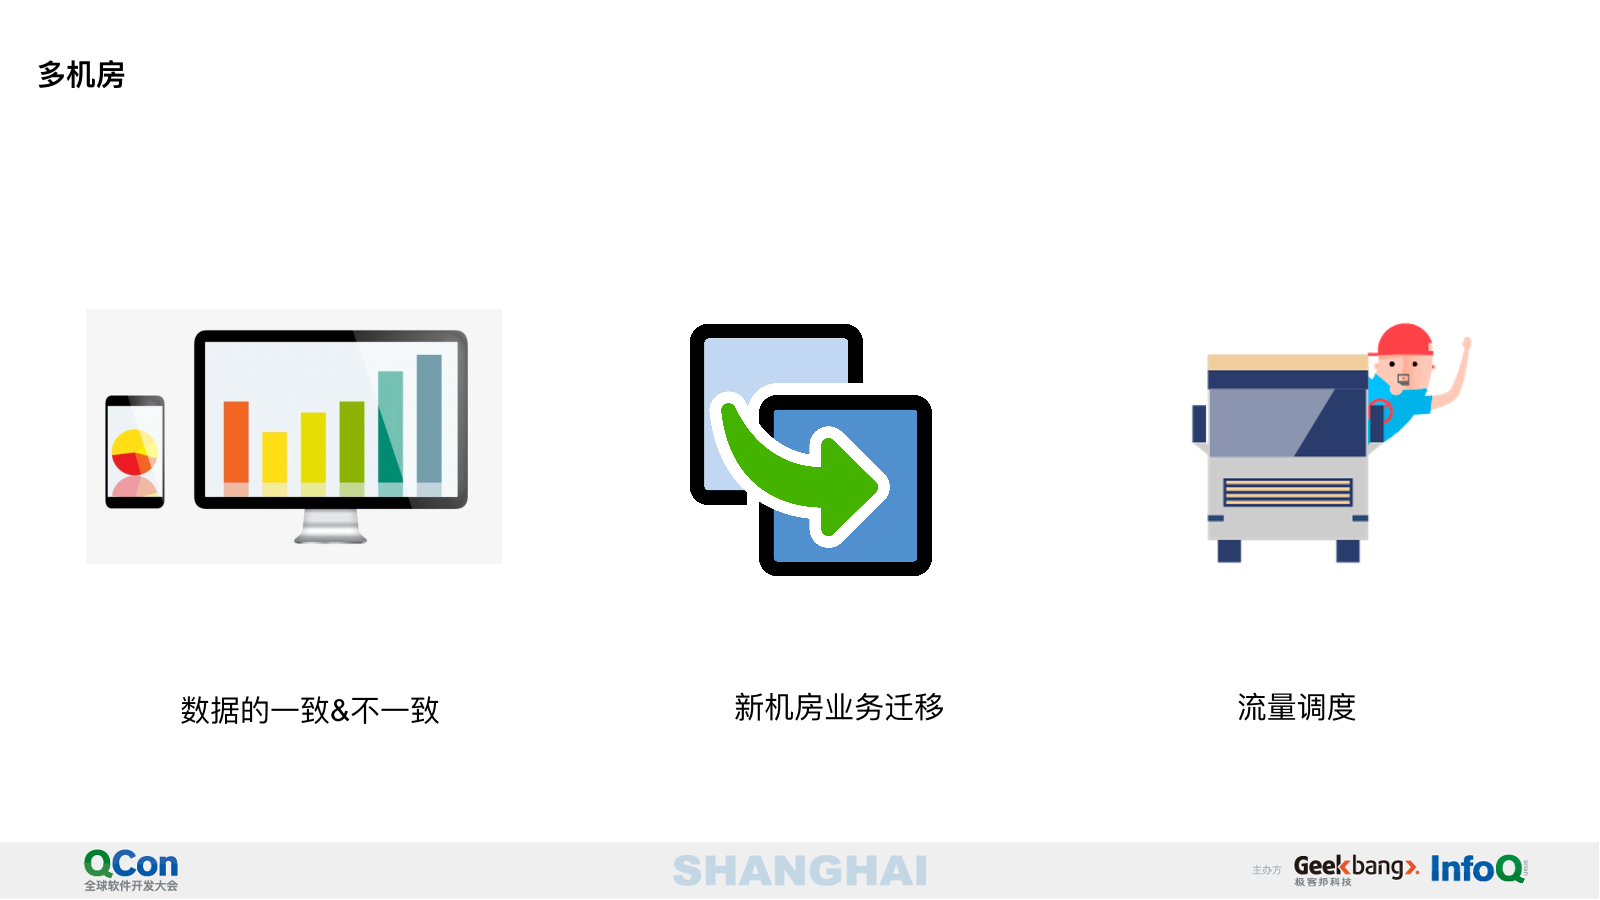 多机房
数据的一致&不一致
新机房业务迁移
流量调度
QCon
全球软件开发大会
SHANGHAI
主办方
Geekbang>.
极客邦科技
InfoQ